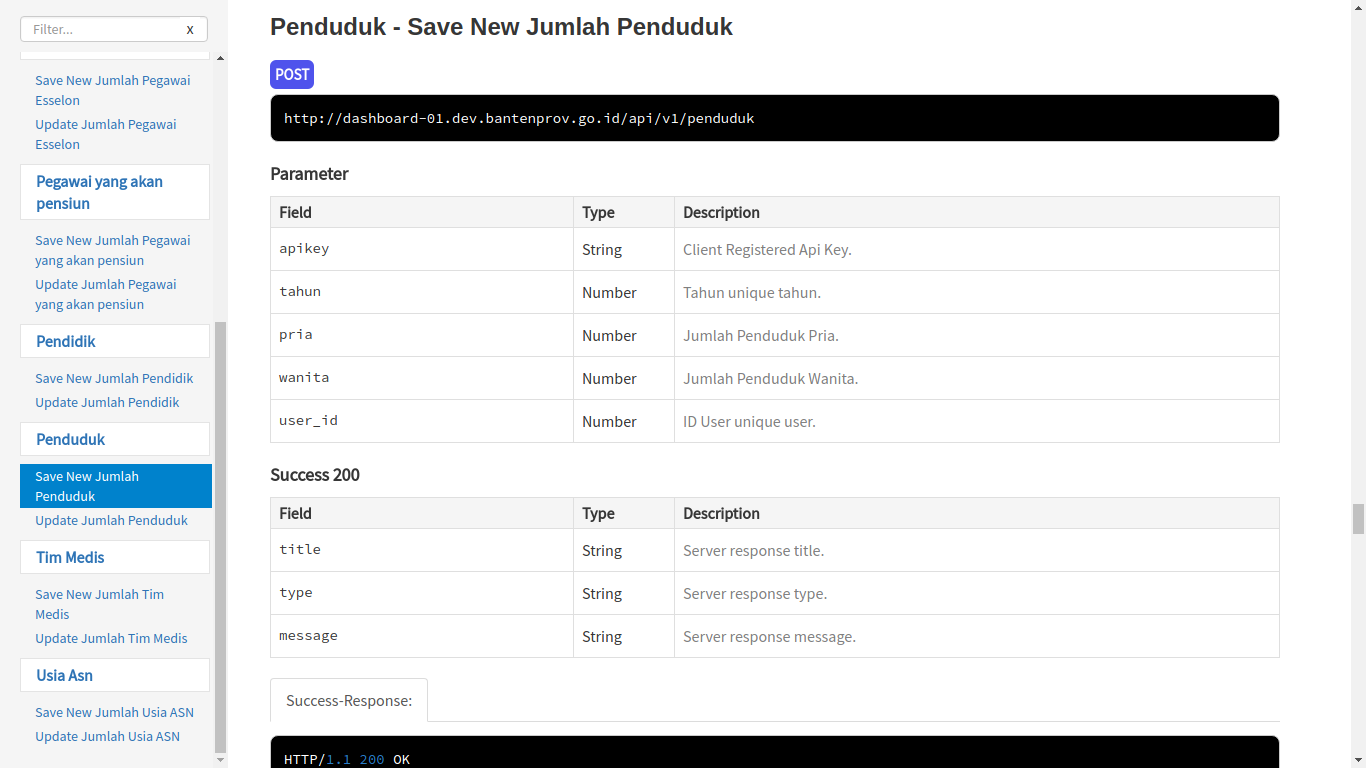 Filter...
x
Save New Jumlah Pegawai
Esselon
Update Jumlah Pegawai
Esselon
Pegawai yang akan
pensiun
Save New Jumlah Pegawai
yang akan pensiun
Update Jumlah Pegawai
yang akan pensiun
Pendidik
Save New Jumlah Pendidik
Update Jumlah Pendidik
Penduduk
Save New Jumlah
Penduduk
Update Jumlah Penduduk
Tim Medis
Save New Jumlah Tim
Medis
Update Jumlah Tim Medis
Usia Asn
Save New Jumlah Usia ASN
Update Jumlah Usia ASN
Penduduk - Save New Jumlah Penduduk
POST
http://dashboard-01.dev.bantenprov.go.id/api/v1/penduduk
Parameter
Field Type Description
apikey String Client Registered Api Key.
tahun Number Tahun unique tahun.
pria Number Jumlah Penduduk Pria.
wanita Number Jumlah Penduduk Wanita.
user_id Number ID User unique user.
Success 200
Field Type Description
title String Server response title.
type String Server response type.
message String Server response message.
Success-Response:
HTTP/1.1 200 OK